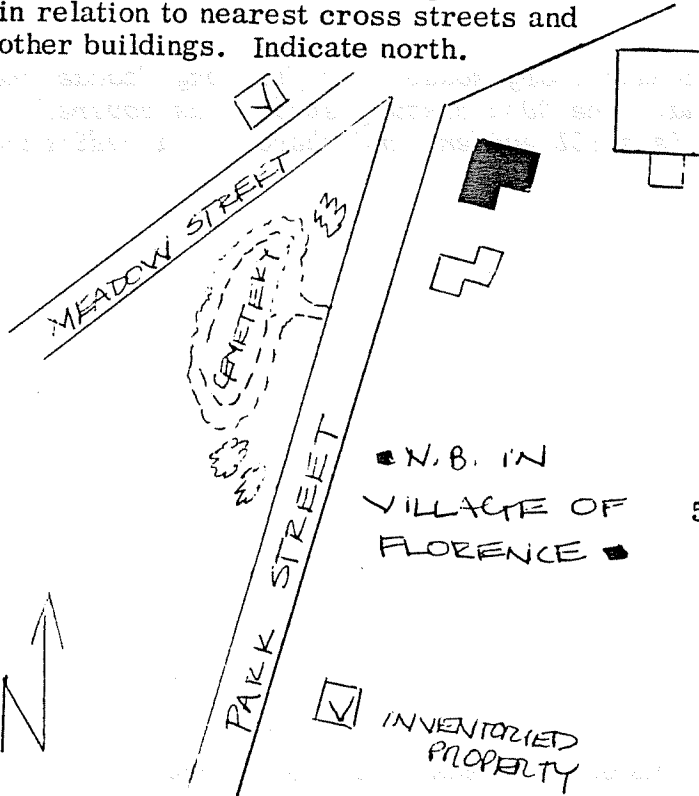 in relation to nearest cross streets and
other buildings. Indicate north.
MEADOW STREET
CEMETERY
PARK STREET
N.B. IN
VILLAGE OF
FLORENCE
5
N
INVENTORIED
PROPERTY